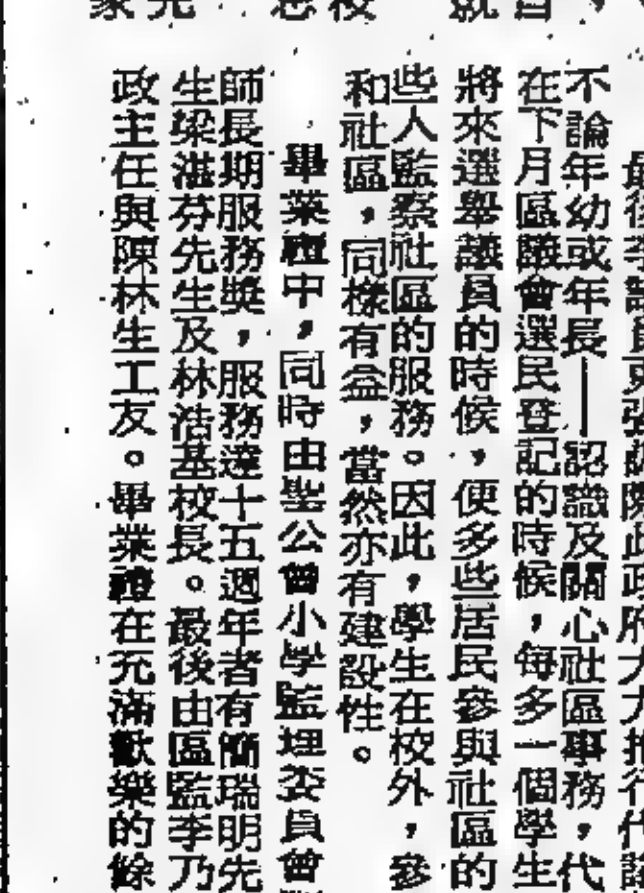 不論年幼或年長——認識及關心社區事務，代
在下月區議會選民登記的時候，每多一個學生
將來選舉議員的時候，便多些居民參與社區的
些人監察社區的服務。因此，學生在校外，參
和社區，同樣有益，當然亦有建設性。
畢業禮中，同時由聖公會小學監理委員會
師長期服務獎，服務達十五週年者有簡瑞明先
生梁湛芬先生及林浩基校長。最後由區監李乃
政主任與陳林生工友。畢業禮在充滿歡樂的餘